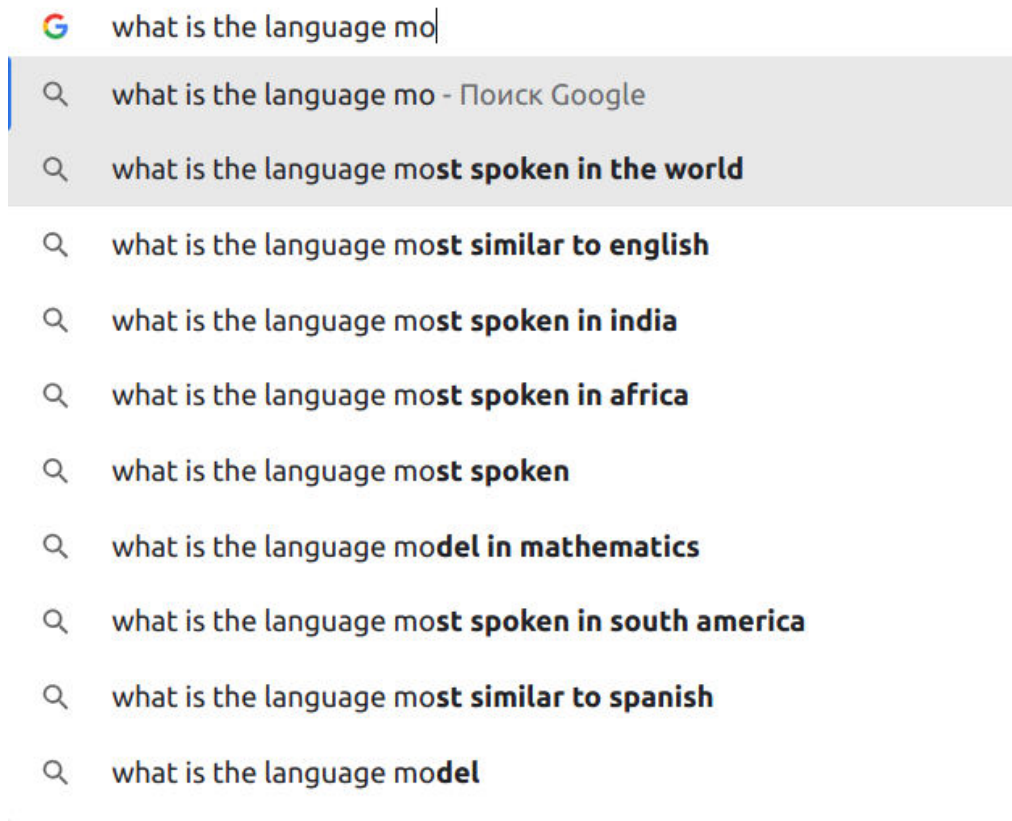 what is the language mo
what is the language mo - Поиск Google
what is the language most spoken in the world
what is the language most similar to english
what is the language most spoken in india
what is the language most spoken in africa
what is the language most spoken
what is the language model in mathematics
what is the language most spoken in south america
what is the language most similar to spanish
what is the language model